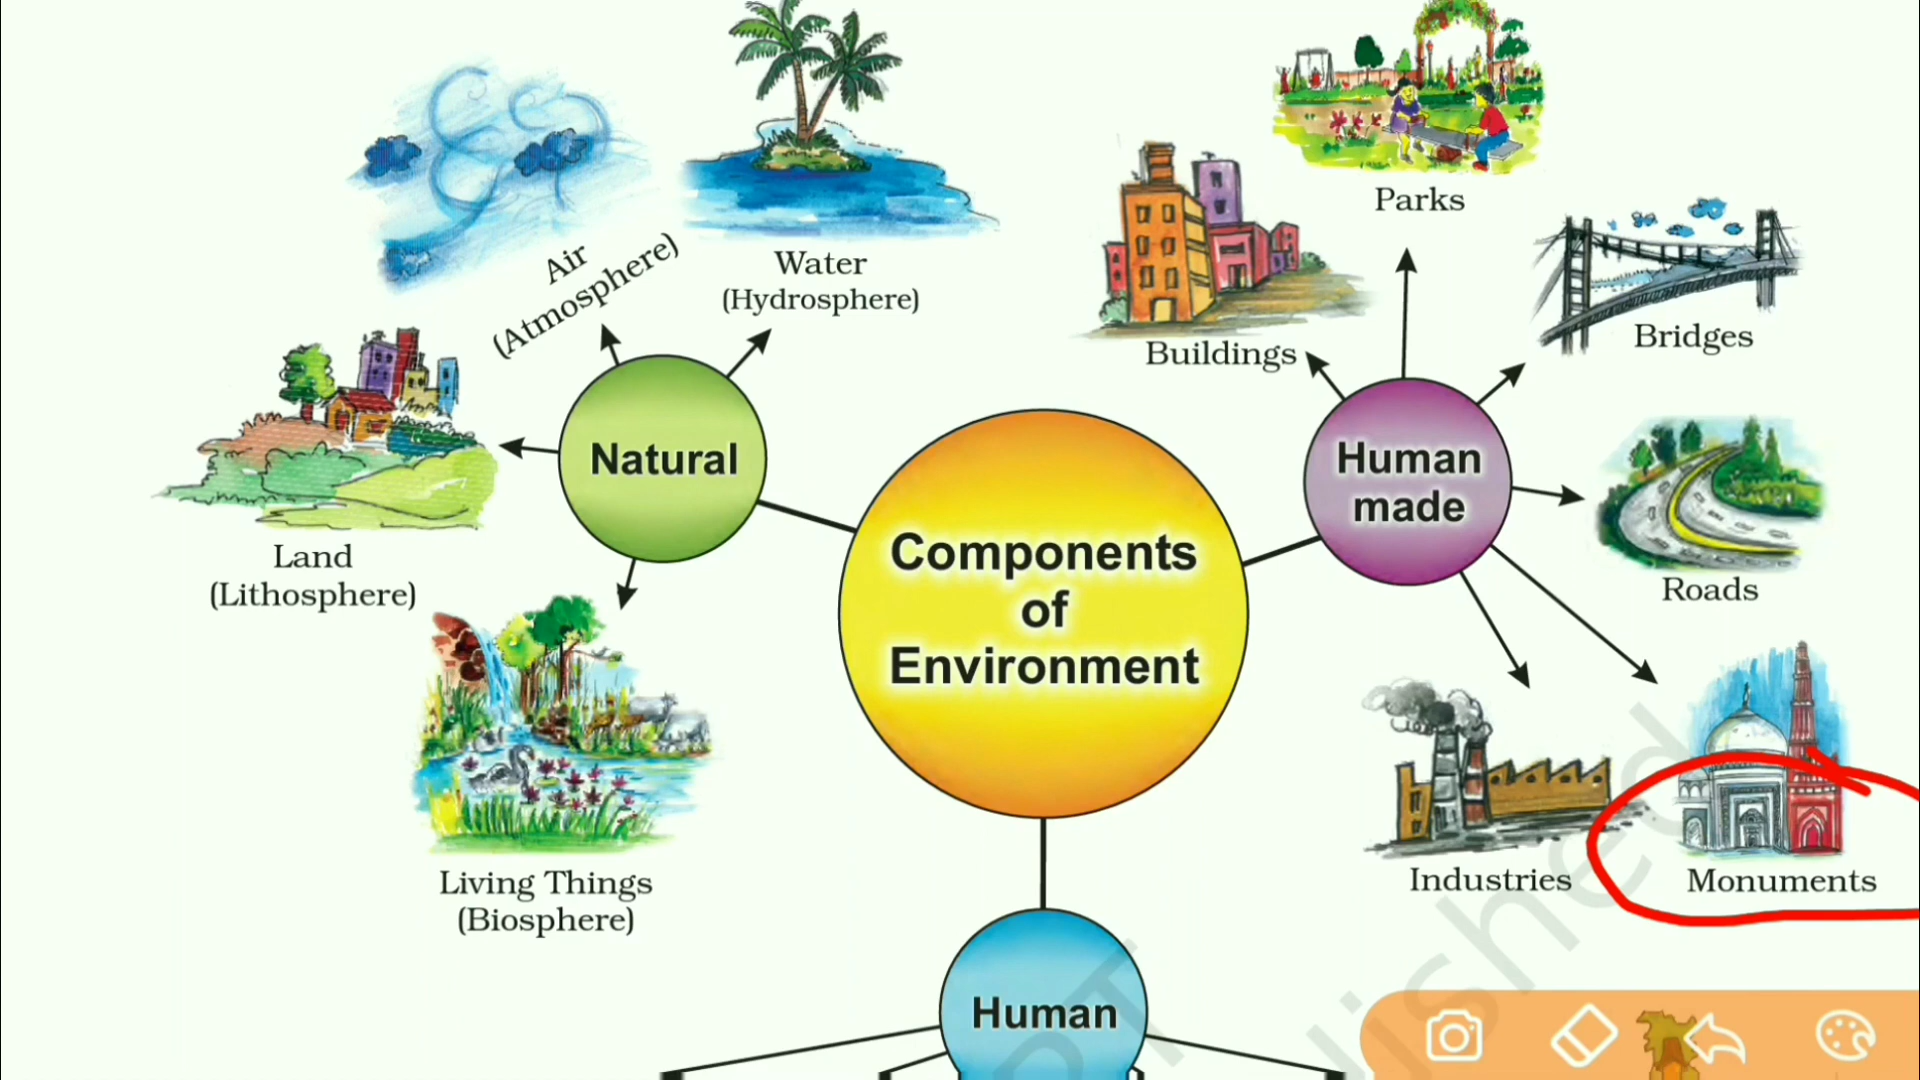 Air
(Atmosphere)
Water
(Hydrosphere)
Land
(Lithosphere)
Natural
Living Things
(Biosphere)
Components
of
Environment
Human
made
Buildings
Parks
Bridges
Roads
Industries
Monuments
Human